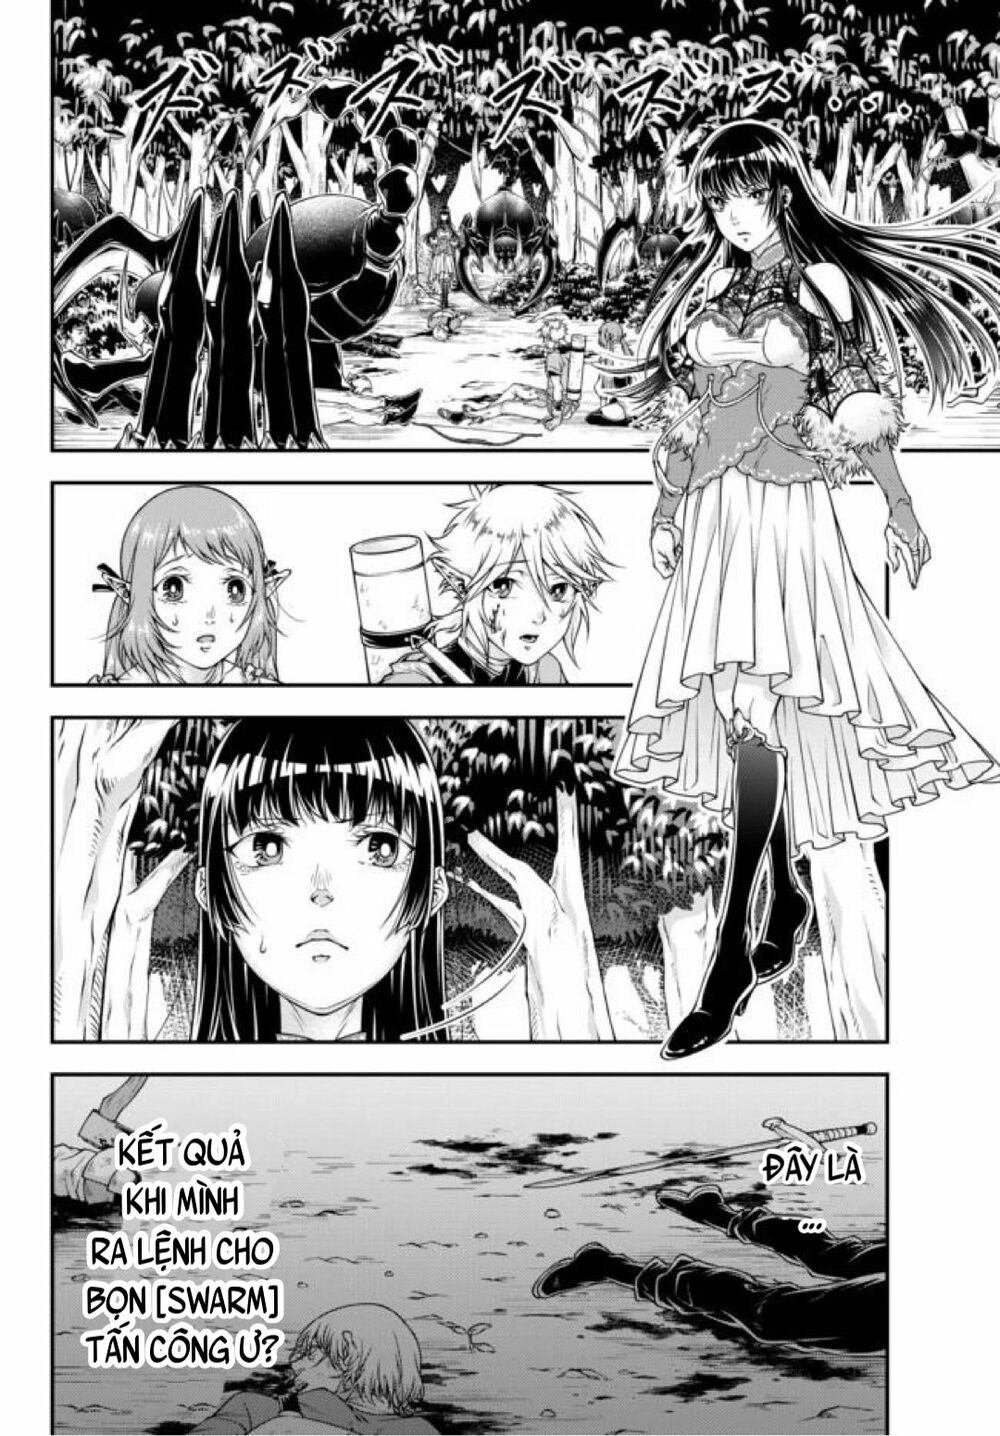 ズズズズズズ...
ĐÂY LÀ
...
KẾT QUẢ
KHI MÌNH
RA LỆNH CHO
BỌN [SWARM]
TẤN CÔNG Ư?